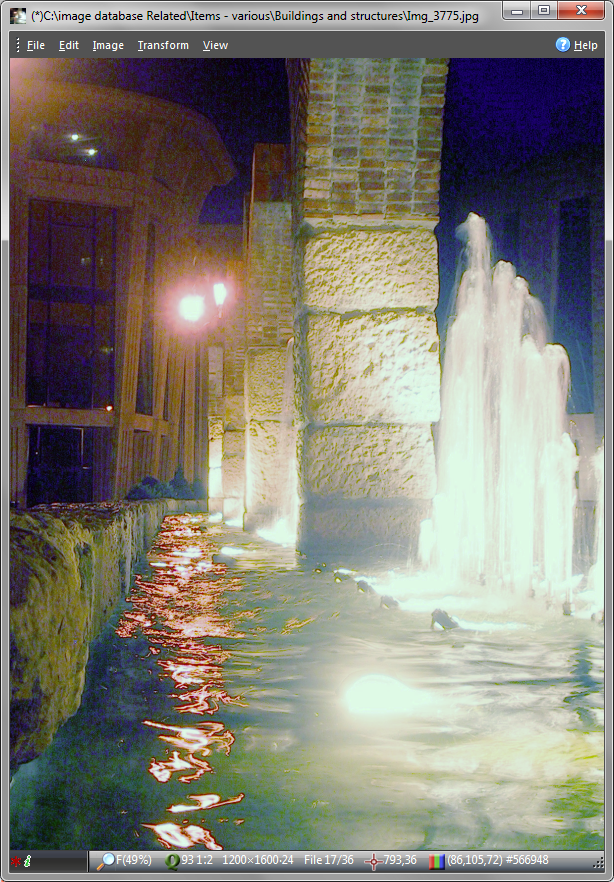 (*)C:\image database Related\Items - various\Buildings and structures\Img_3775.jpg
File Edit Image Transform View Help
F(49%) 93 1:2 1200×1600·24 File 17/36 793,36 (86,105,72) #566948